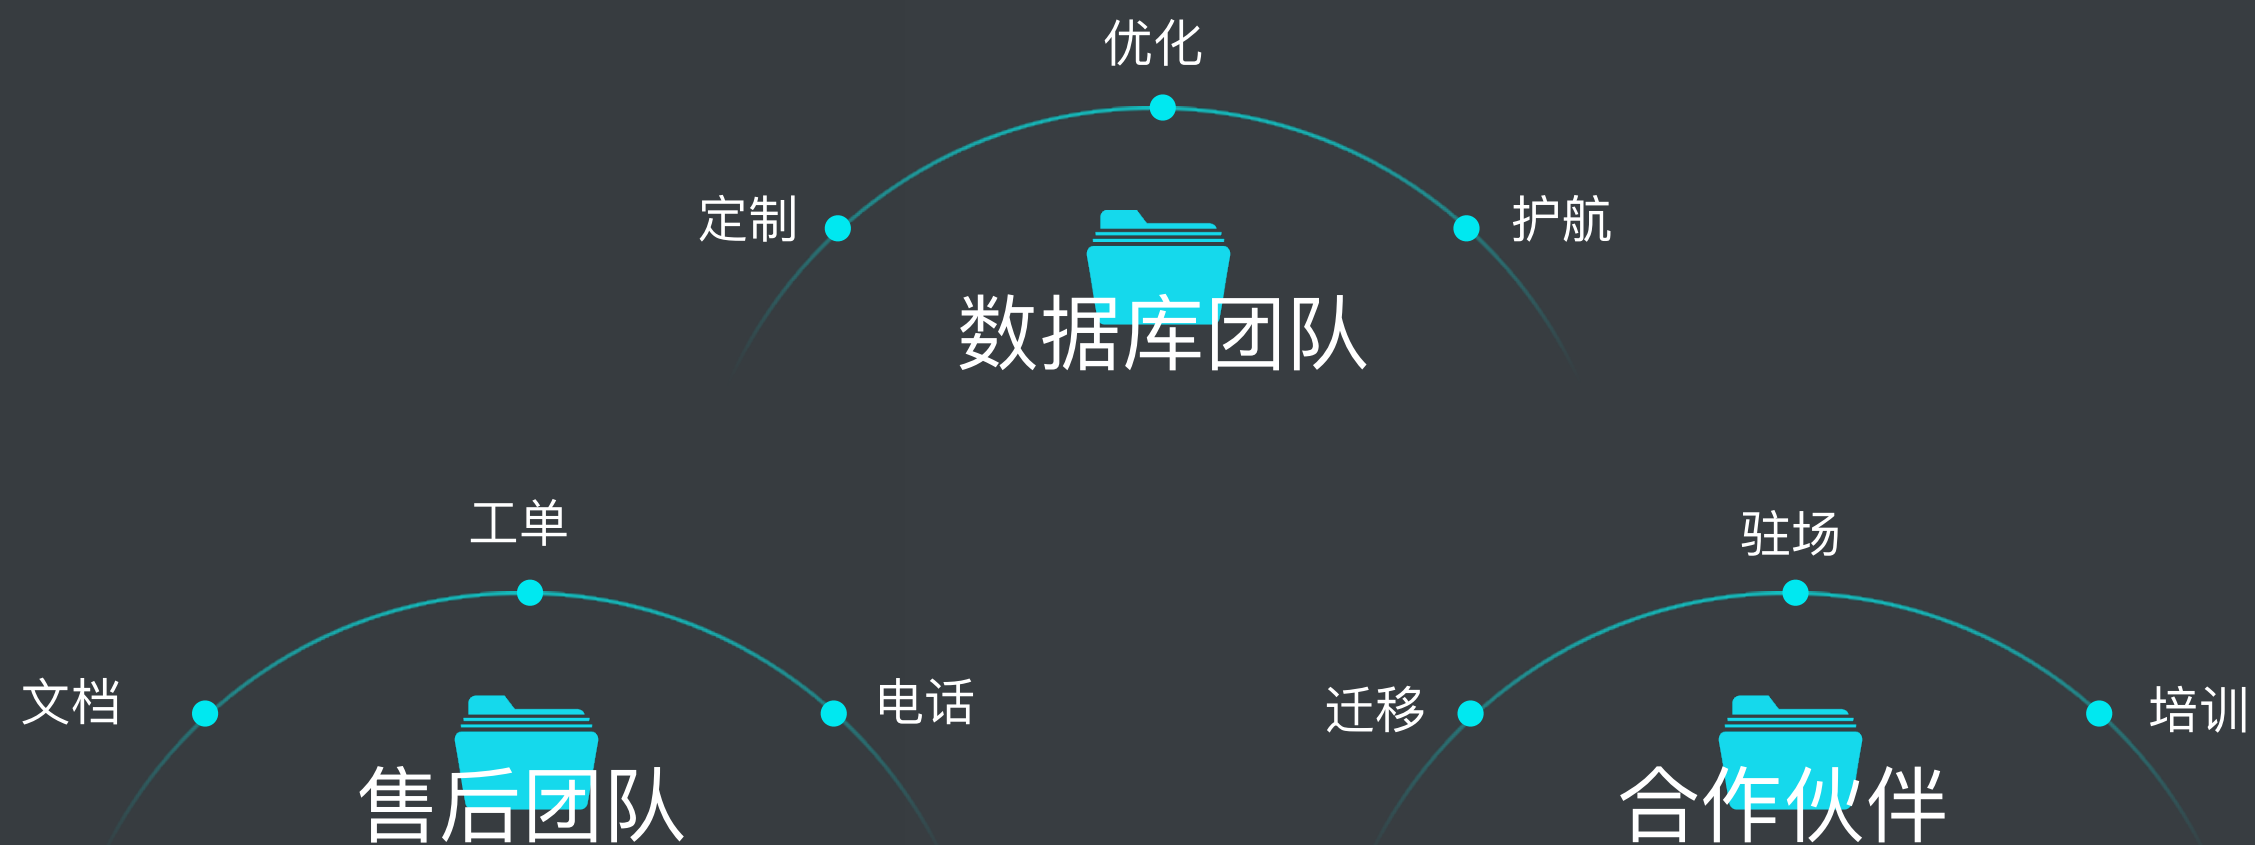 优化
定制
护航
数据库团队
工单
文档
电话
售后团队
驻场
迁移
培训
合作伙伴